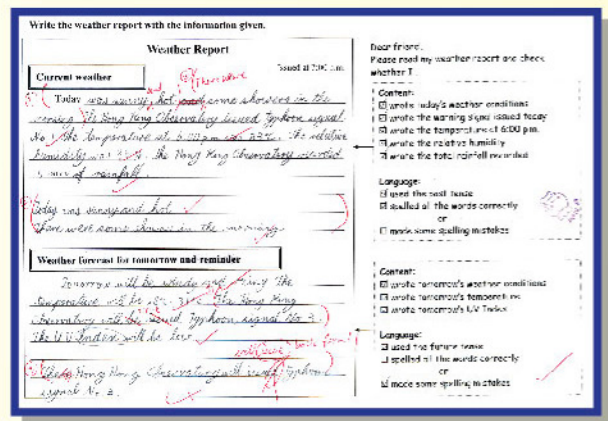 Write the weather report with the information given.
Weather Report
Issued at 7:00
Current weather
Today was sunny, hot and some showers in the
morning. The Hong Kong Observatory issued Typhoon signal
No. 1. The temperature at 6:00 pm was 33°C. The relative
humidity was. The Hong Kong Observatory recorded
of rainfall.
Today was sunny and hot
There were some showers in the morning.
Weather forecast for tomorrow and reminder
Tomorrow will be windy and The
temperature will be. The Hong Kong
Observatory will be issued Typhoon signal No. 3.
The UV Index will be
The Hong Kong Observatory will issue Typhoon
signal No. 3.
Dear friend,
Please read my weather report and check
whether I
Content:
wrote today's weather conditions
wrote the warning signal issued today
wrote the temperature at 6:00 pm.
wrote the relative humidity
wrote the total rainfall recorded
Language:
used the past tense
spelled all the words correctly
or
made some spelling mistakes
Content:
wrote tomorrow's weather conditions
wrote tomorrow's temperature
wrote tomorrow's UV Index
Language:
used the future tense
spelled all the words correctly
or
made some spelling mistakes